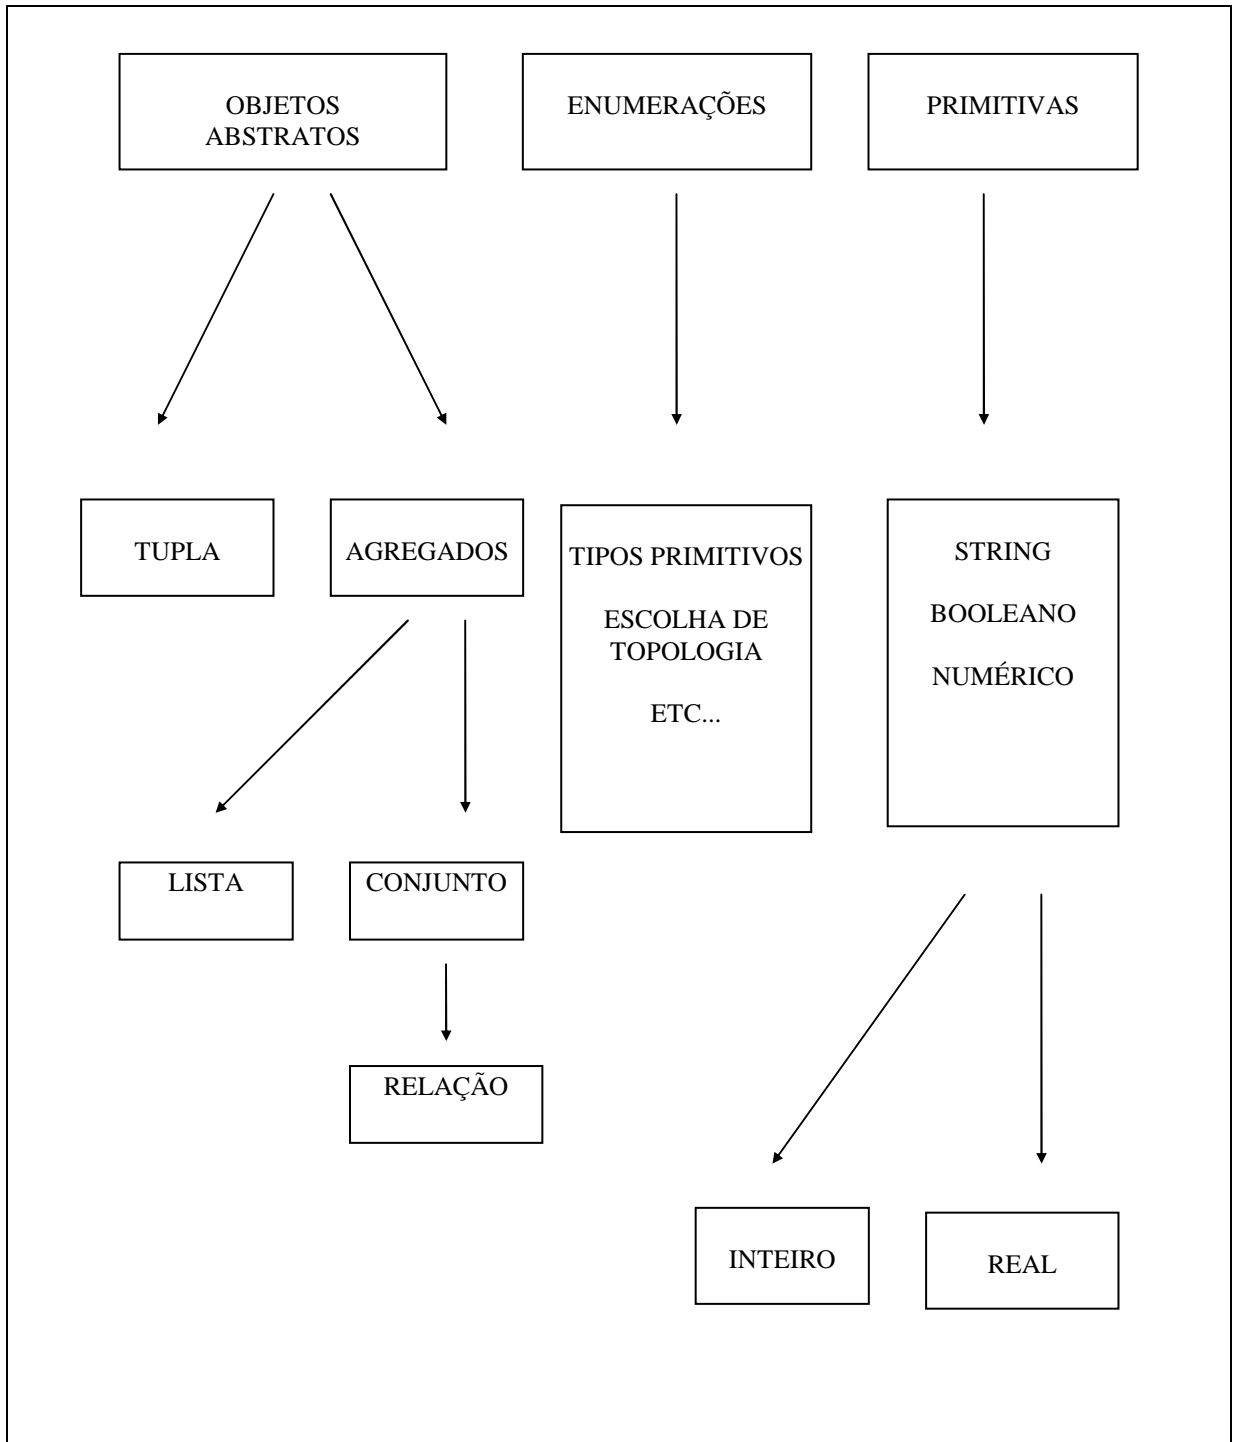 OBJETOS
ABSTRATOS
ENUMERAÇÕES
PRIMITIVAS
TUPLA
AGREGADOS
TIPOS PRIMITIVOS
ESCOLHA DE
TOPOLOGIA
ETC...
STRING
BOOLEANO
NUMÉRICO
LISTA
CONJUNTO
RELAÇÃO
INTEIRO
REAL